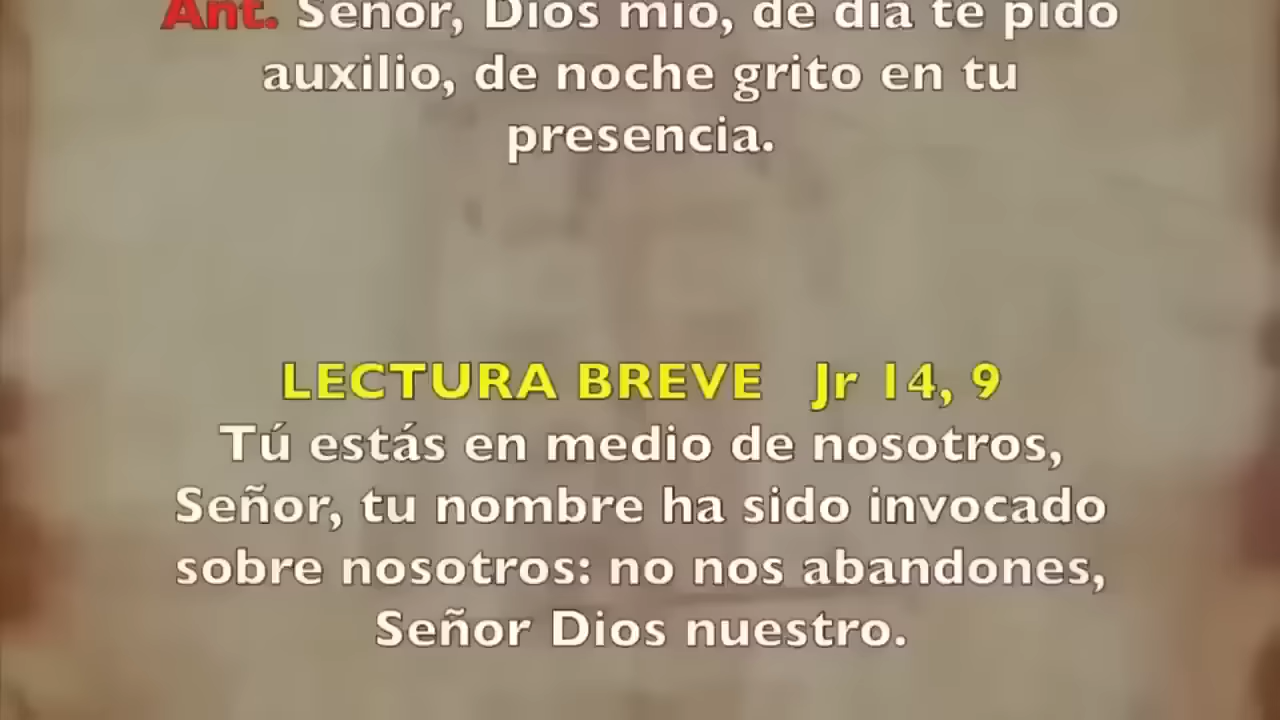 Ant. Señor, Dios mío, de día te pido
auxilio, de noche grito en tu
presencia.
LECTURA BREVE Jr 14, 9
Tú estás en medio de nosotros,
Señor, tu nombre ha sido invocado
sobre nosotros: no nos abandones,
Señor Dios nuestro.